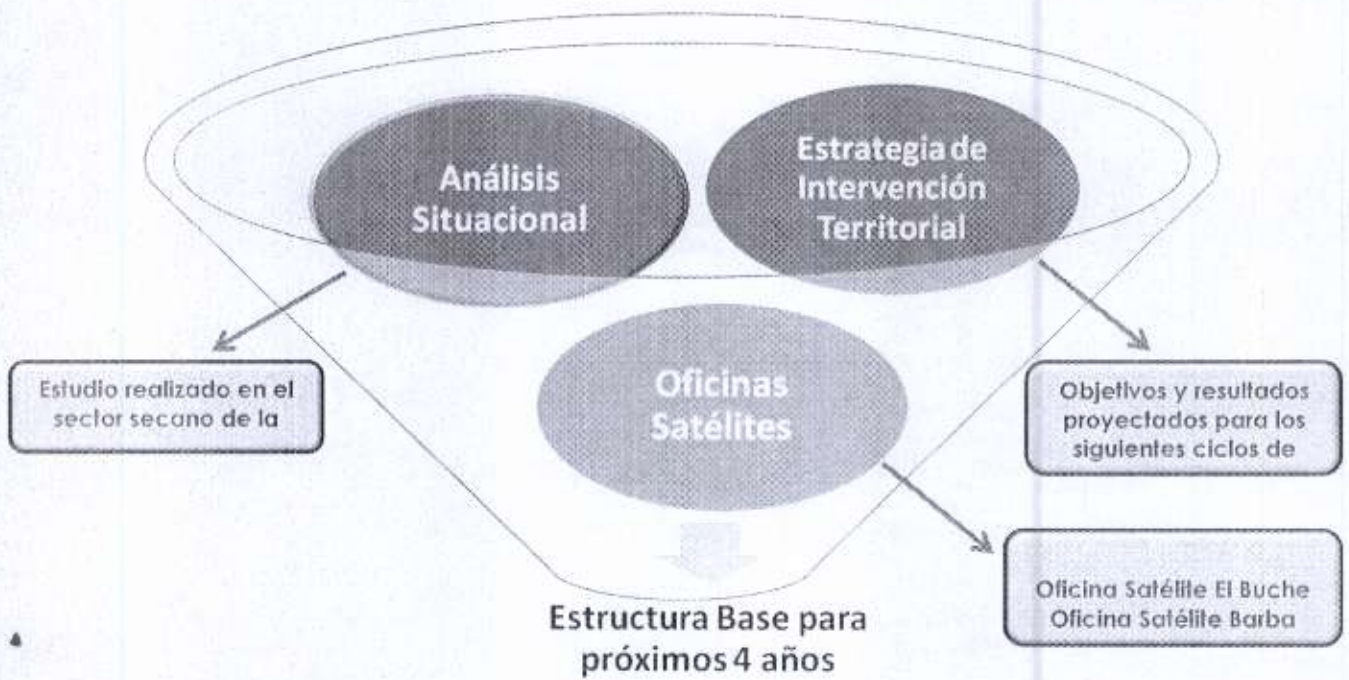 Análisis
Situacional
Estrategia de
Intervención
Territorial
Oficinas
Satélites
Estudio realizado en el
sector secano de la
Objetivos y resultados
proyectados para los
siguientes ciclos de
Oficina Satélite El Buche
Oficina Satélite Barba
Estructura Base para
próximos 4 años